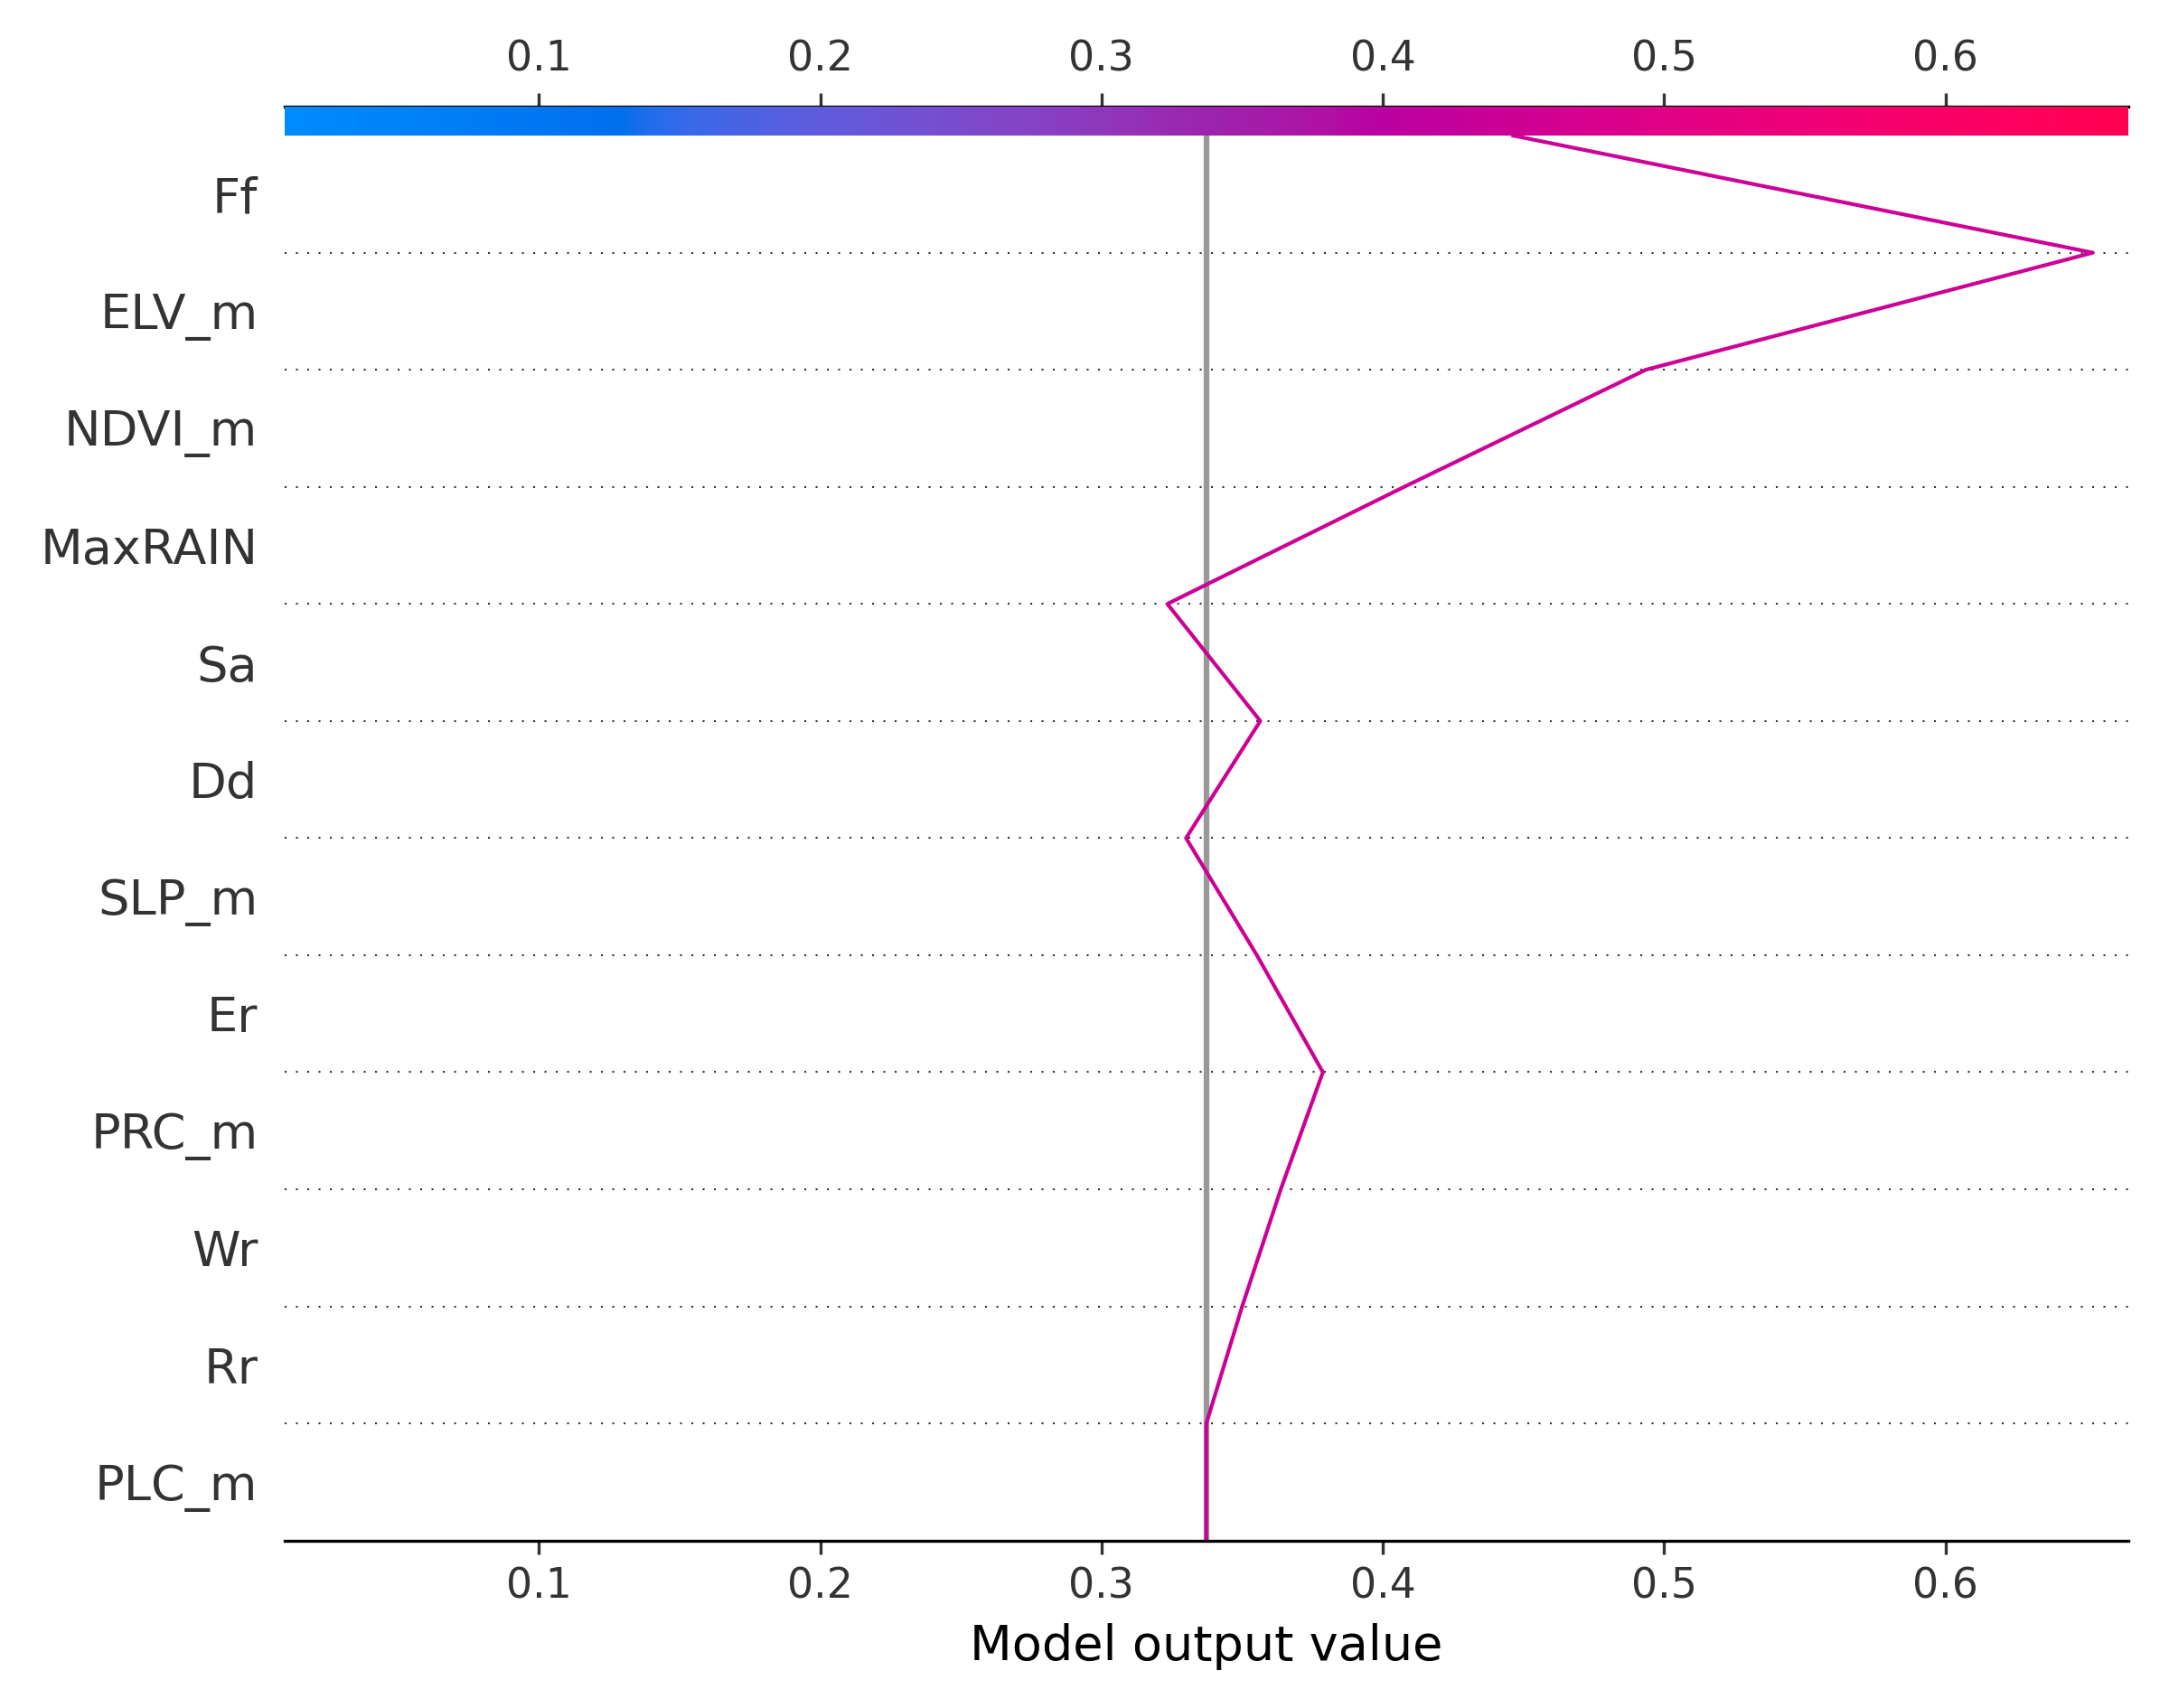 0.1 0.2 0.3 0.4 0.5 0.6
Ff
ELV_m
NDVI_m
MaxRAIN
Sa
Dd
SLP_m
Er
PRC_m
Wr
Rr
PLC_m
0.1 0.2 0.3 0.4 0.5 0.6
Model output value